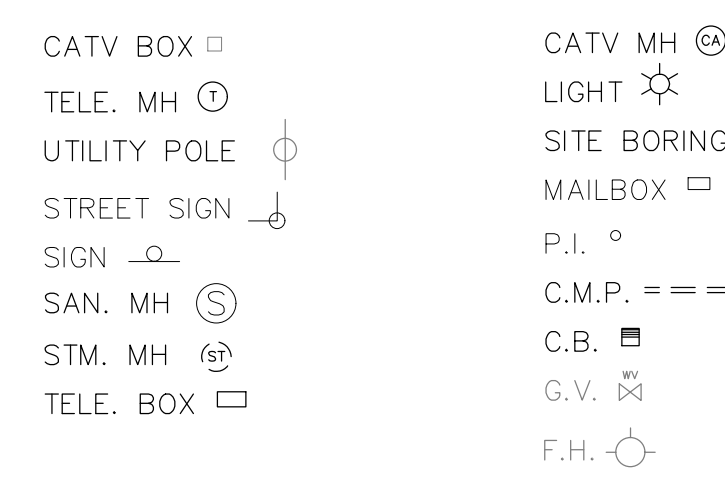 CATV BOX
TELE. MH T
UTILITY POLE
STREET SIGN
SIGN
SAN. MH S
STM. MH ST
TELE. BOX
CATV MH CA
LIGHT
SITE BORING
MAILBOX
P.I.
C.M.P.
C.B.
G.V. WV
F.H.